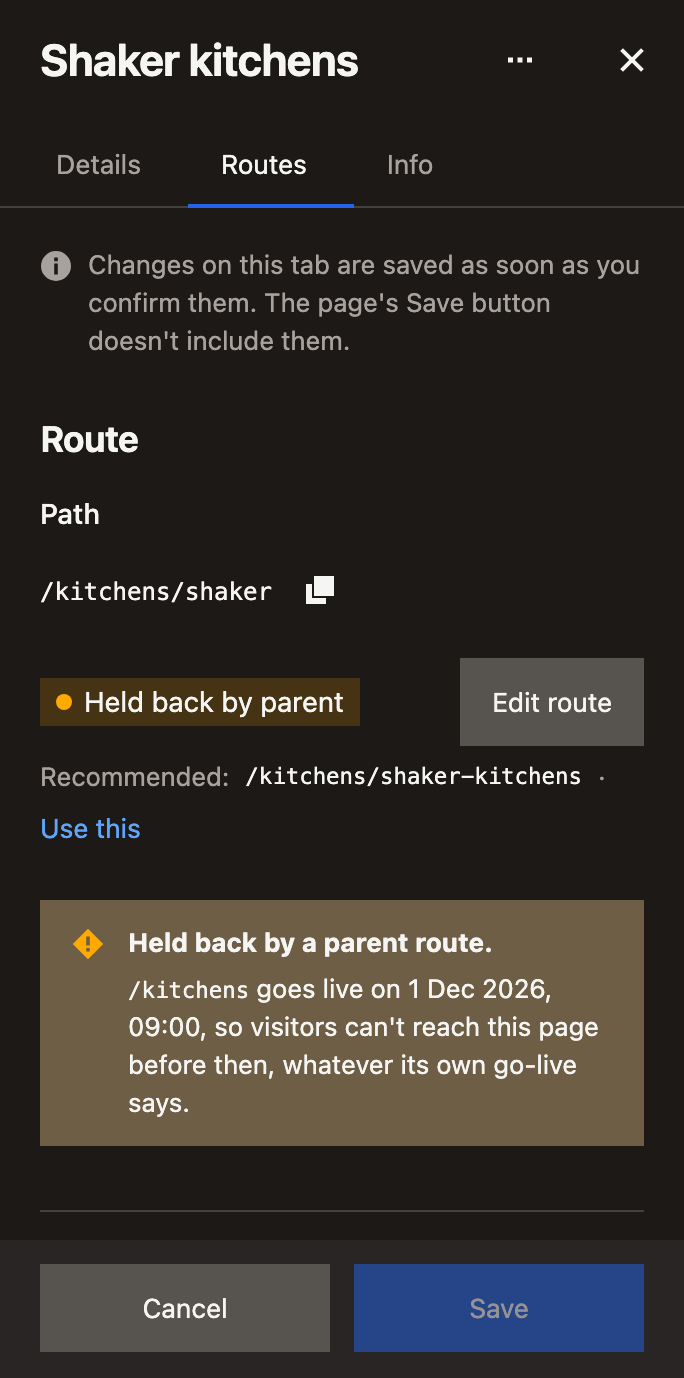 Shaker kitchens
Details Routes Info
Changes on this tab are saved as soon as you
confirm them. The page's Save button
doesn't include them.
Route
Path
/kitchens/shaker
Held back by parent
Edit route
Recommended: /kitchens/shaker-kitchens ·
Use this
Held back by a parent route.
/kitchens goes live on 1 Dec 2026,
09:00, so visitors can't reach this page
before then, whatever its own go-live
says.
Cancel Save